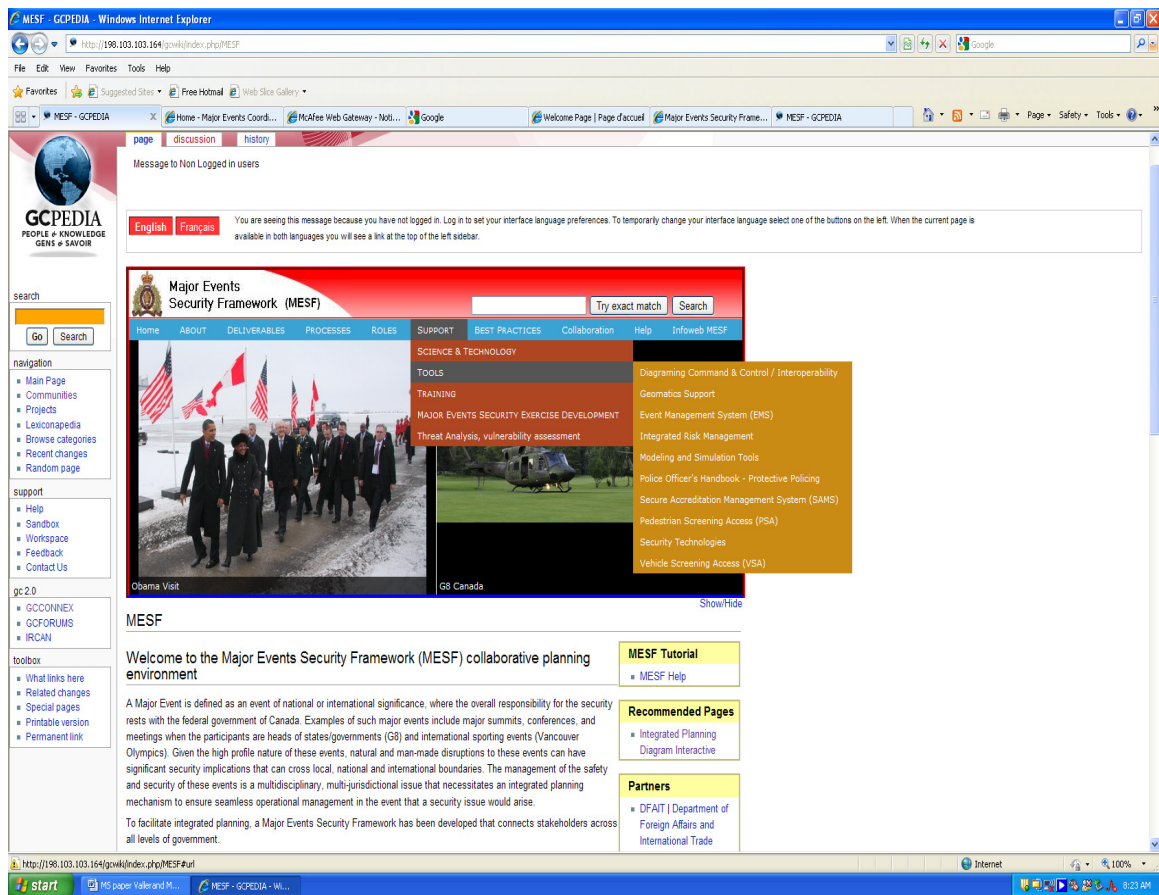 MESF - GCPEDIA - Windows Internet Explorer
http://198.103.103.164/gcwiki/index.php/MESF
Google
File Edit View Favorites Tools Help
Favorites Suggested Sites Free Hotmail Web Slice Gallery
MESF - GCPEDIA X Home - Major Events Coordi... McAfee Web Gateway - Noti... Google Welcome Page | Page d'accueil Major Events Security Frame... MESF - GCPEDIA Page Safety Tools
page discussion history
Message to Non Logged in users
GCPEDIA
PEOPLE & KNOWLEDGE
GENS & SAVOIR
English Français
You are seeing this message because you have not logged in. Log in to set your interface language preferences. To temporarily change your interface language select one of the buttons on the left. When the current page is
available in both languages you will see a link at the top of the left sidebar.
search
Go Search
navigation
Main Page
Communities
Projects
Lexiconapedia
Browse categories
Recent changes
Random page
support
Help
Sandbox
Workspace
Feedback
Contact Us
gc 2.0
GCCONNEX
GCFORUMS
IRCAN
toolbox
What links here
Related changes
Special pages
Printable version
Permanent link
Major Events
Security Framework (MESF)
Try exact match Search
Home ABOUT DELIVERABLES PROCESSES ROLES SUPPORT BEST PRACTICES Collaboration Help Infoweb MESF
SCIENCE & TECHNOLOGY
TOOLS
TRAINING
MAJOR EVENTS SECURITY EXERCISE DEVELOPMENT
Threat Analysis, vulnerability assessment
Diagraming Command & Control / Interoperability
Geomatics Support
Event Management System (EMS)
Integrated Risk Management
Modeling and Simulation Tools
Police Officer's Handbook - Protective Policing
Secure Accreditation Management System (SAMS)
Pedestrian Screening Access (PSA)
Security Technologies
Vehicle Screening Access (VSA)
Obama Visit
G8 Canada
Show/Hide
MESF
Welcome to the Major Events Security Framework (MESF) collaborative planning
environment
A Major Event is defined as an event of national or international significance, where the overall responsibility for the security
rests with the federal government of Canada. Examples of such major events include major summits, conferences, and
meetings when the participants are heads of states/governments (G8) and international sporting events (Vancouver
Olympics). Given the high profile nature of these events, natural and man-made disruptions to these events can have
significant security implications that can cross local, national and international boundaries. The management of the safety
and security of these events is a multidisciplinary, multi-jurisdictional issue that necessitates an integrated planning
mechanism to ensure seamless operational management in the event that a security issue would arise.
To facilitate integrated planning, a Major Events Security Framework has been developed that connects stakeholders across
all levels of government.
MESF Tutorial
MESF Help
Recommended Pages
Integrated Planning
Diagram Interactive
Partners
DFAIT | Department of
Foreign Affairs and
International Trade
http://198.103.103.164/gcwiki/index.php/MESF#url
Internet
100%
start
MS paper Vallerand M...
MESF - GCPEDIA - Wi...
8:23 AM